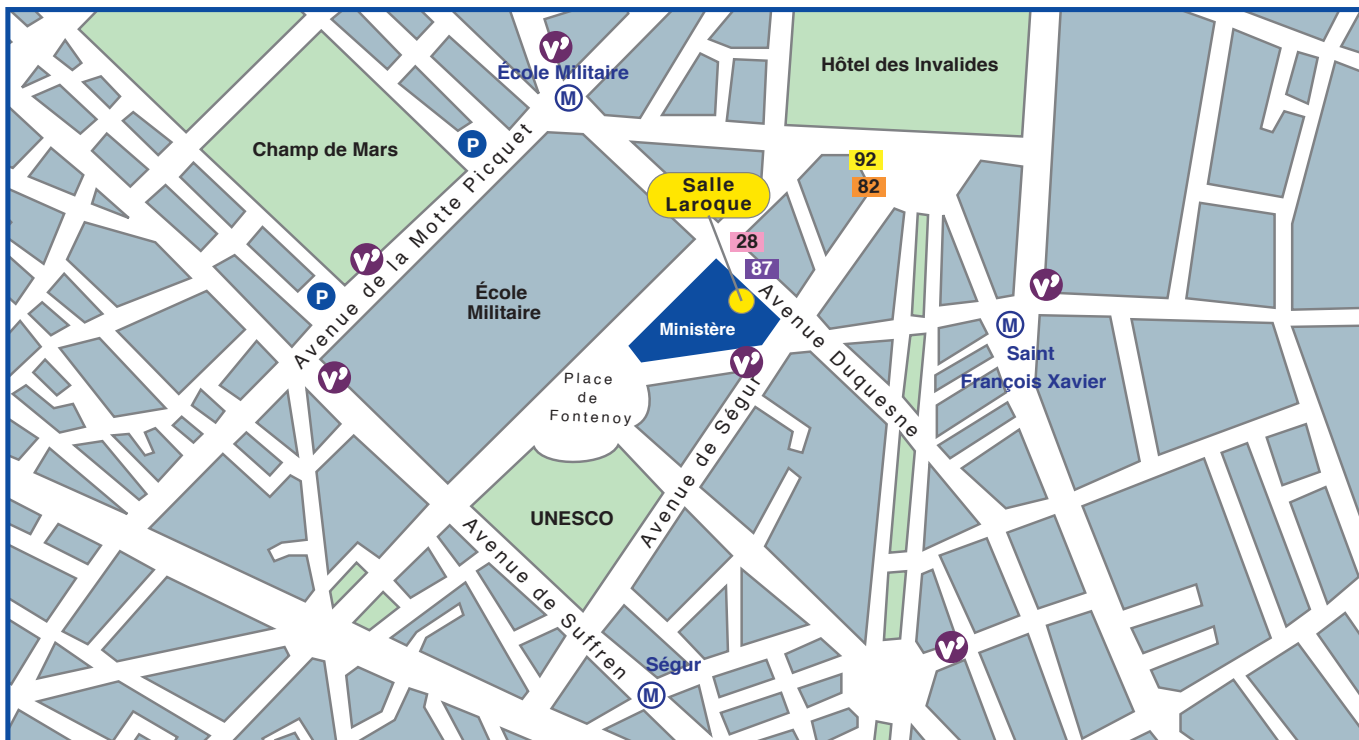 V'
École Militaire
M
Hôtel des Invalides
Champ de Mars
P
Avenue de la Motte Picquet
92
82
Salle
Laroque
28
87
V'
P
École
Militaire
Ministère
Avenue Duquesne
V'
M
Saint
François Xavier
V'
V'
Place
de
Fontenoy
Avenue de Ségur
UNESCO
Avenue de Suffren
V'
Ségur
M